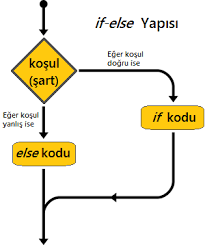 if-else Yapısı
koşul
(şart)
Eğer koşul
doğru ise
Eğer koşul
yanlış ise
if kodu
else kodu